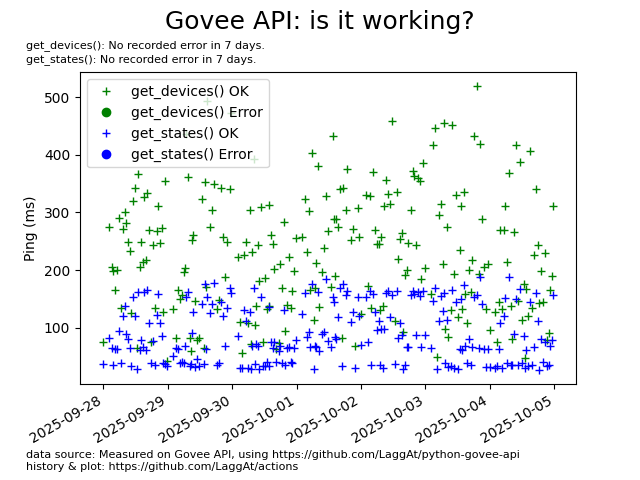 Govee API: is it working?
get_devices(): No recorded error in 7 days.
get_states(): No recorded error in 7 days.
get_devices() OK
get_devices() Error
get_states() OK
get_states() Error
Ping (ms)
500
400
300
200
100
2025-09-28
2025-09-29
2025-09-30
2025-10-01
2025-10-02
2025-10-03
2025-10-04
2025-10-05
data source: Measured on Govee API, using https://github.com/LaggAt/python-govee-api
history & plot: https://github.com/LaggAt/actions